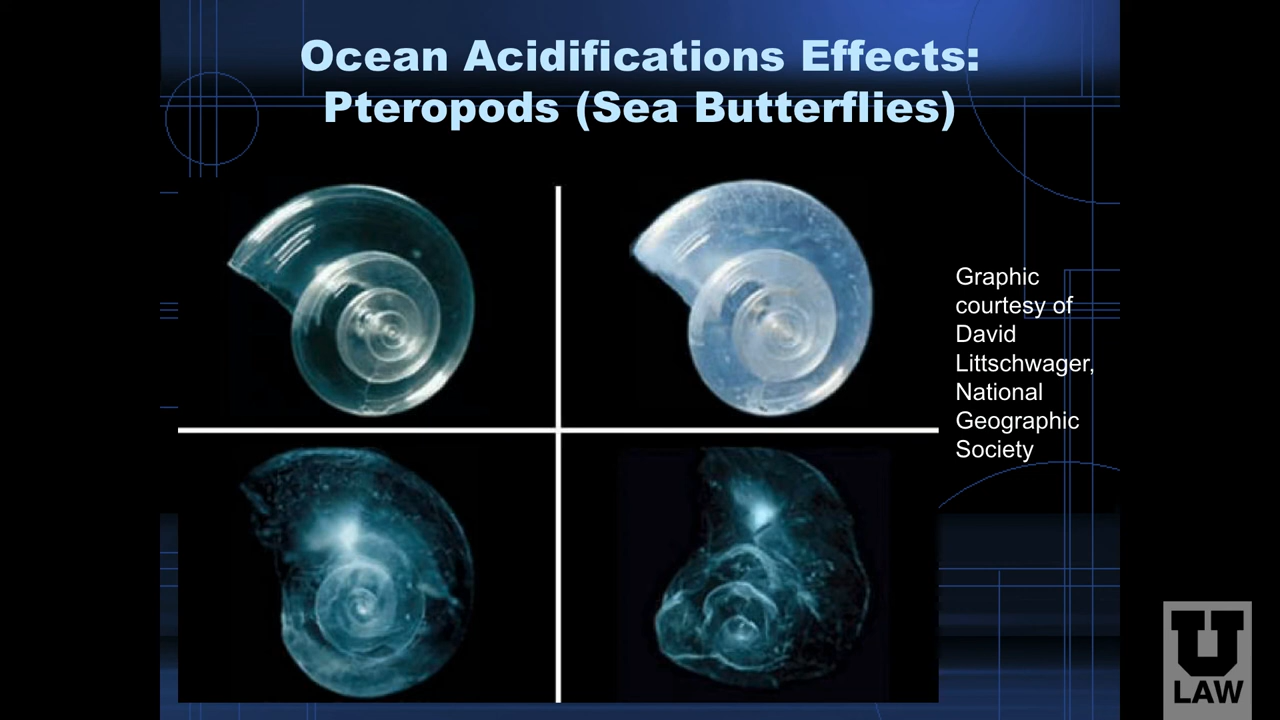 Ocean Acidifications Effects:
Pteropods (Sea Butterflies)
Graphic
courtesy of
David
Littschwager,
National
Geographic
Society
U
LAW